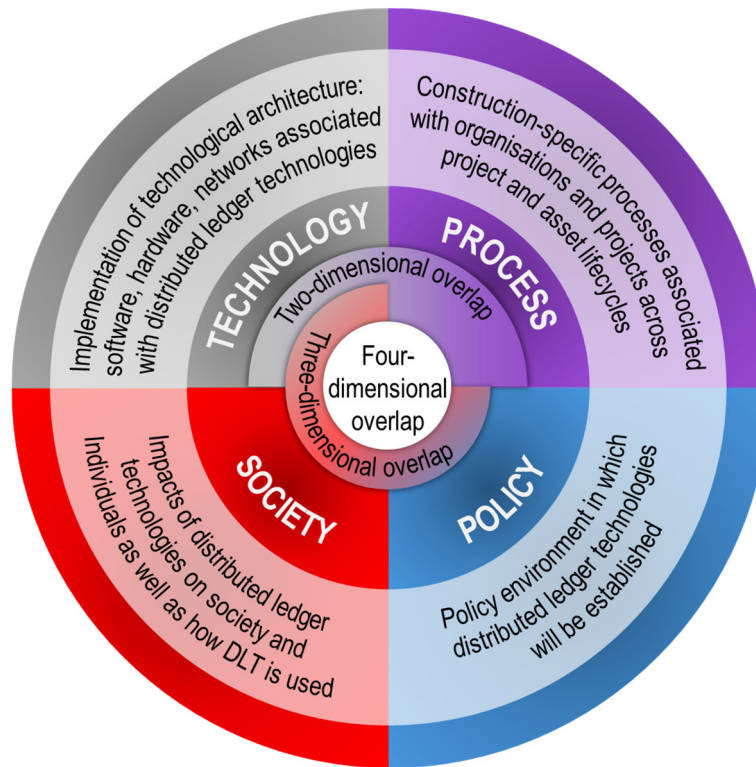 Implementation of technological architecture:
software, hardware, networks associated
with distributed ledger technologies
TECHNOLOGY
Construction-specific processes associated
with organisations and projects across
project and asset lifecycles
PROCESS
Two-dimensional overlap
Three-dimensional overlap
Four-
dimensional
overlap
SOCIETY
Impacts of distributed ledger
technologies on society and
Individuals as well as how DLT is used
POLICY
Policy environment in which
distributed ledger technologies
will be established